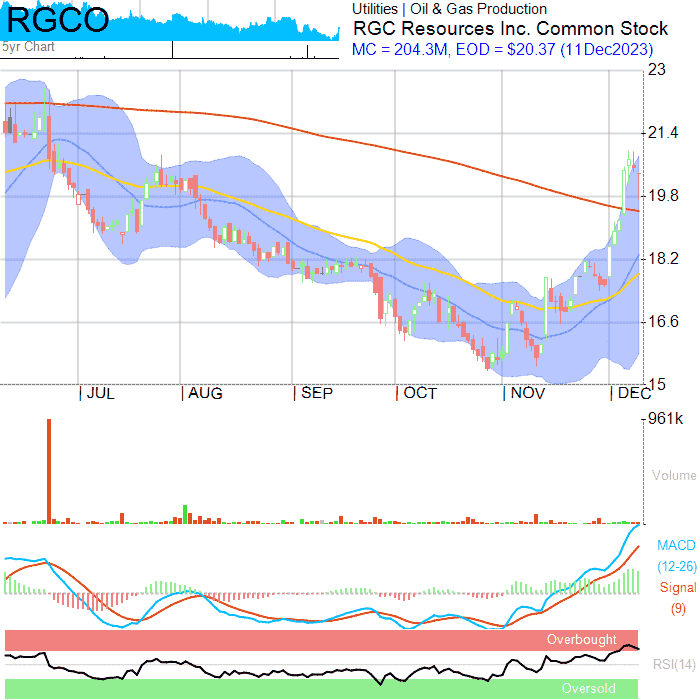 RGCO
5yr Chart
Utilities | Oil & Gas Production
RGC Resources Inc. Common Stock
MC = 204.3M, EOD = $20.37 (11Dec2023)
23
21.4
19.8
18.2
16.6
15
JUL AUG SEP OCT NOV DEC
961k
Volume
MACD
(12-26)
Signal
(9)
Overbought
RSI(14)
Oversold